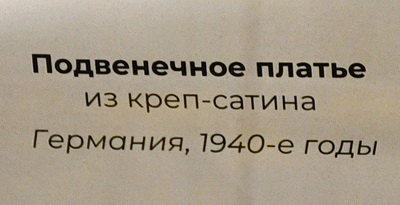 Подвенечное платье
из креп-сатина
Германия, 1940-е годы